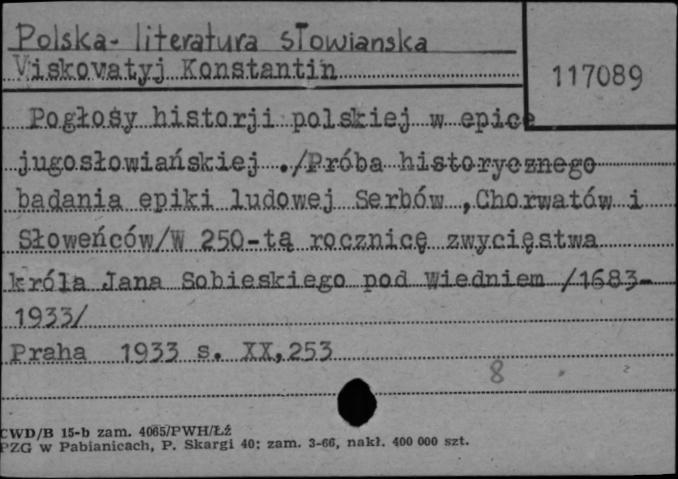 Polska- literatura słowianska
Viskovatyj Konstantin
117089
Pogłosy historji polskiej w epice
jugosłowiańskiej ./Próba historycznego
badania epiki ludowej Serbów ,Chorwatów i
Słoweńców/W 250-tą rocznicę zwycięstwa
króla Jana Sobieskiego pod Wiedniem /1683-
1933/
Praha 1933 s. XX,253
8
CWD/B 15-b zam. 4065/PWH/Łź
PZG w Pabianicach, P. Skargi 40; zam. 3-66, nakł. 400 000 szt.